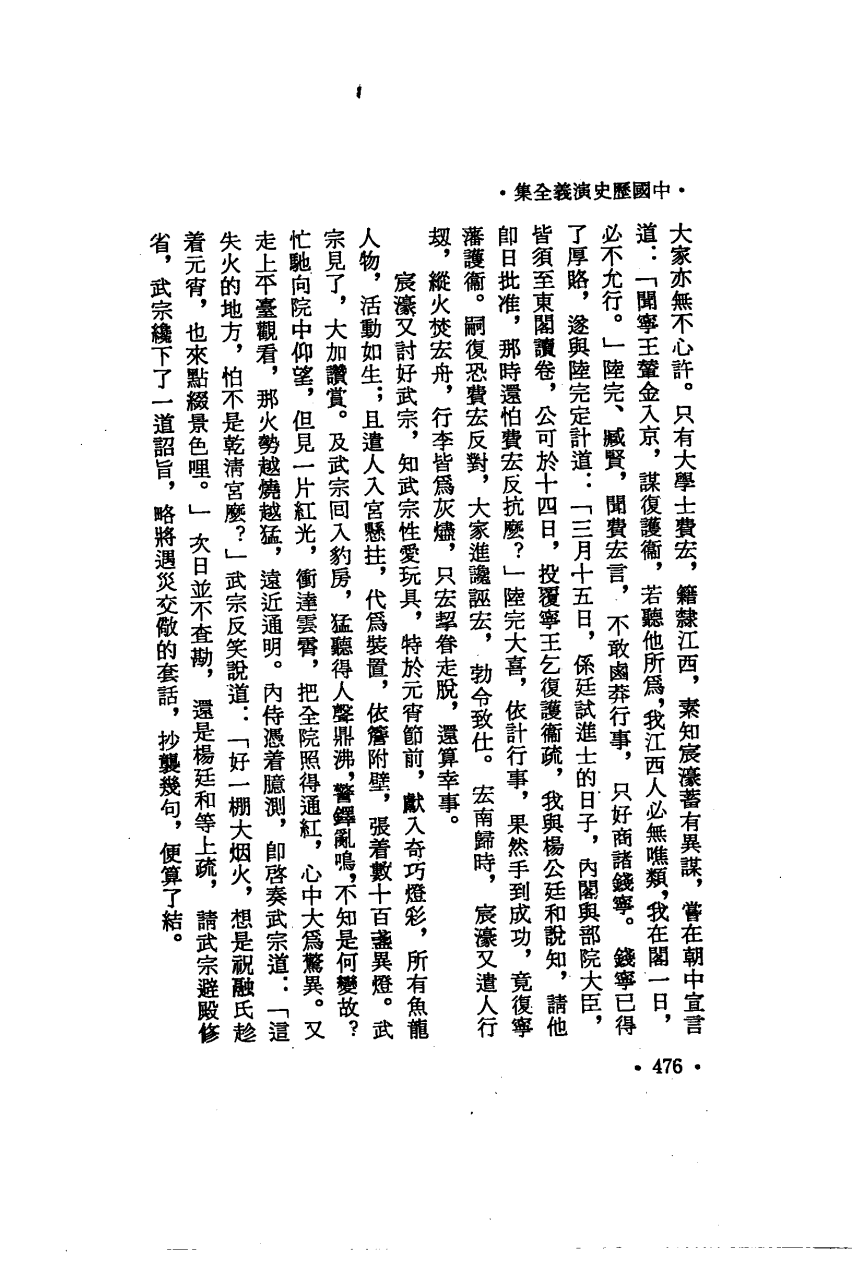 ·中國歷史演義全集·
大家亦無不心許。只有大學士費宏，籍隸江西，素知宸濠蓄有異謀，嘗在朝中宣言
道：「聞寧王輦金入京，謀復護衞，若聽他所爲，我江西人必無噍類，我在閣一日，
必不允行。」陸完、臧賢，聞費宏言，不敢鹵莽行事，只好商諸錢寧。錢寧已得
了厚賂，遂與陸完定計道：「三月十五日，係廷試進士的日子，內閣與部院大臣，
皆須至東閣讀卷，公可於十四日，投覆寧王乞復護衞疏，我與楊公廷和說知，請他
卽日批准，那時還怕費宏反抗麼？」陸完大喜，依計行事，果然手到成功，竟復寧
藩護衞。嗣復恐費宏反對，大家進讒誣宏，勃令致仕。宏南歸時，宸濠又遣人行
刼，縱火焚宏舟，行李皆爲灰燼，只宏挈眷走脫，還算幸事。
宸濠又討好武宗，知武宗性愛玩具，特於元宵節前，獻入奇巧燈彩，所有魚龍
人物，活動如生；且遣人入宮懸挂，代爲裝置，依簷附壁，張着數十百盞異燈。武
宗見了，大加讚賞。及武宗回入豹房，猛聽得人聲鼎沸，警鐸亂鳴，不知是何變故？
忙馳向院中仰望，但見一片紅光，衝達雲霄，把全院照得通紅，心中大爲驚異。又
走上平臺觀看，那火勢越燒越猛，遠近通明。內侍憑着臆測，卽啓奏武宗道：「這
失火的地方，怕不是乾清宮麼？」武宗反笑說道：「好一棚大烟火，想是祝融氏趁
着元宵，也來點綴景色哩。」次日並不查勘，還是楊廷和等上疏，請武宗避殿修
省，武宗纔下了一道詔旨，略將遇災交儆的套話，抄襲幾句，便算了結。
·476·